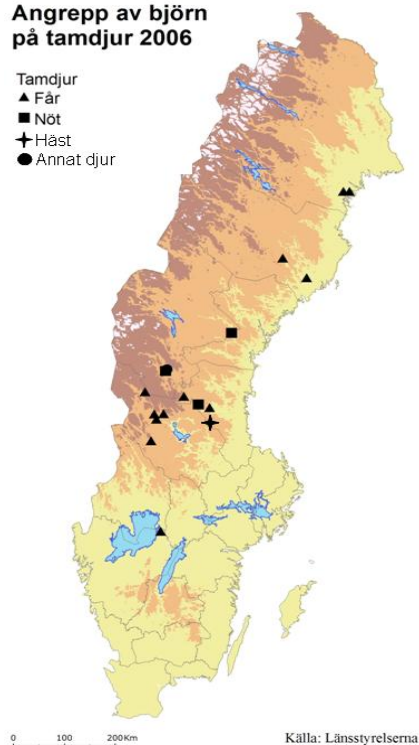 Angrepp av björn
på tamdjur 2006
Tamdjur
Får
Nöt
Häst
Annat djur
0 100 200Km
Källa: Länsstyrelserna